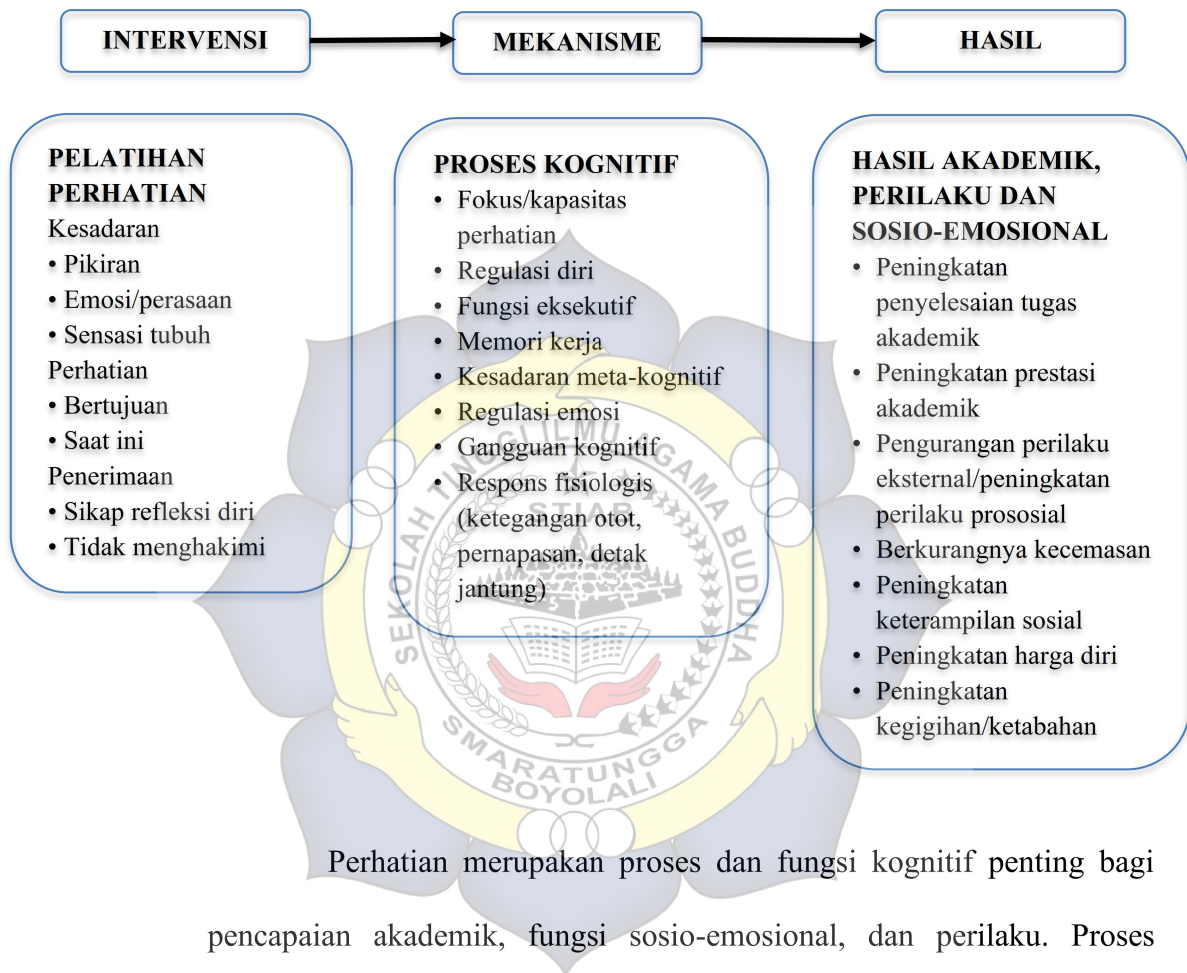 INTERVENSI
MEKANISME
HASIL
PELATIHAN
PERHATIAN
Kesadaran
• Pikiran
• Emosi/perasaan
• Sensasi tubuh
Perhatian
• Bertujuan
• Saat ini
Penerimaan
• Sikap refleksi diri
• Tidak menghakimi
PROSES KOGNITIF
• Fokus/kapasitas
perhatian
• Regulasi diri
• Fungsi eksekutif
• Memori kerja
• Kesadaran meta-kognitif
• Regulasi emosi
• Gangguan kognitif
• Respons fisiologis
(ketegangan otot,
pernapasan, detak
jantung)
HASIL AKADEMIK,
PERILAKU DAN
SOSIO-EMOSIONAL
• Peningkatan
penyelesaian tugas
akademik
• Peningkatan prestasi
akademik
• Pengurangan perilaku
eksternal/peningkatan
perilaku prososial
• Berkurangnya kecemasan
• Peningkatan
keterampilan sosial
• Peningkatan harga diri
• Peningkatan
kegigihan/ketabahan
SEKOLAH TINGGI ILMU AGAMA BUDDHA
STIAB
SMARATUNGGA
BOYOLALI
Perhatian merupakan proses dan fungsi kognitif penting bagi
pencapaian akademik, fungsi sosio-emosional, dan perilaku. Proses